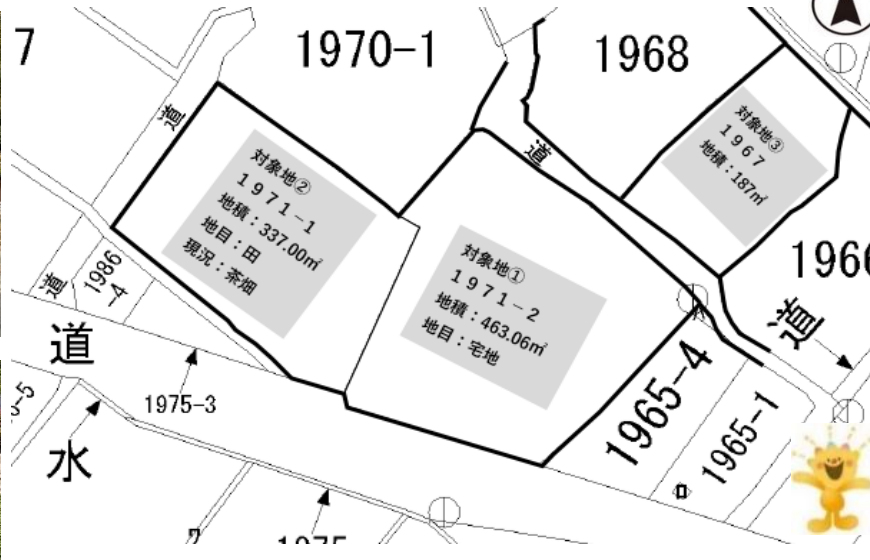 7
1970-1
1968
道
対象地③
1967
地積：187㎡
道
対象地②
1971-1
地積：337.00㎡
地目：田
現況：茶畑
対象地①
1971-2
地積：463.06㎡
地目：宅地
1966
1986
-4
道
道
道
1975-3
1965-4
1965-1
水